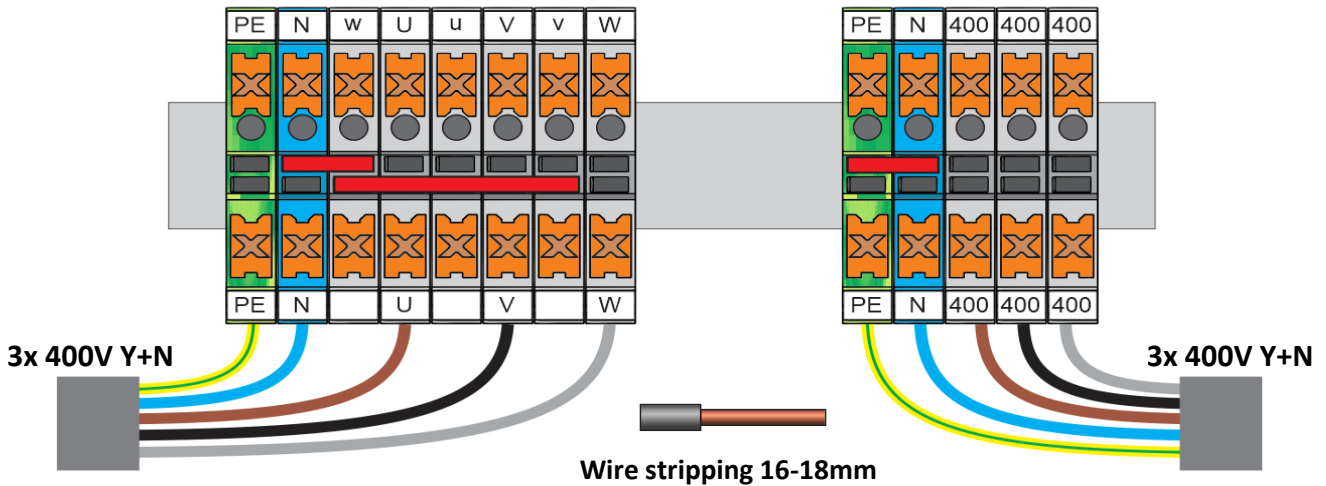 PE N w U u V v W
PE N 400 400 400
PE N U V W
PE N 400 400 400
3x 400V Y+N
3x 400V Y+N
Wire stripping 16-18mm